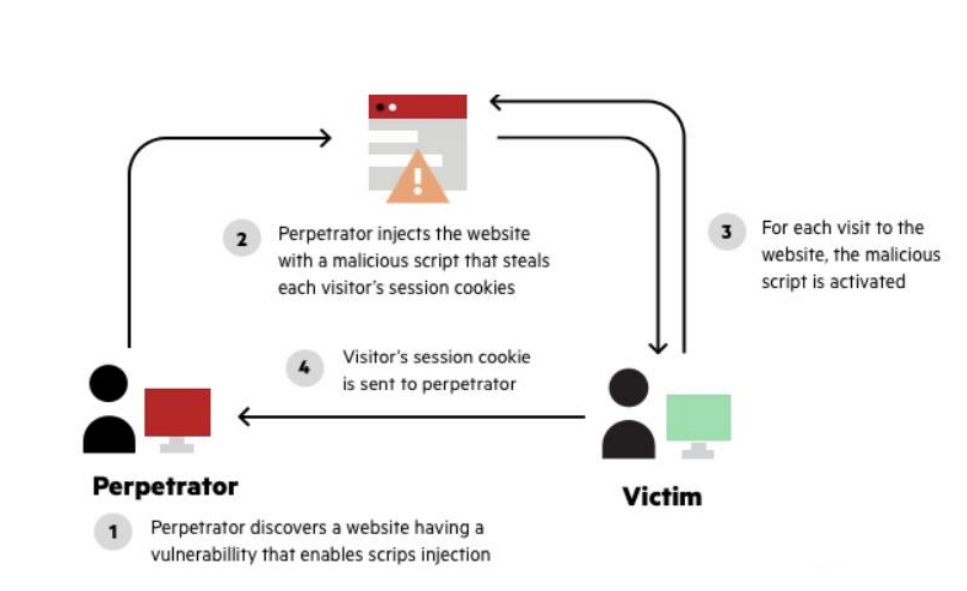 2
Perpetrator injects the website
with a malicious script that steals
each visitor's session cookies
3
For each visit to the
website, the malicious
script is activated
4
Visitor's session cookie
is sent to perpetrator
Perpetrator
Victim
1
Perpetrator discovers a website having a
vulnerabillity that enables scrips injection